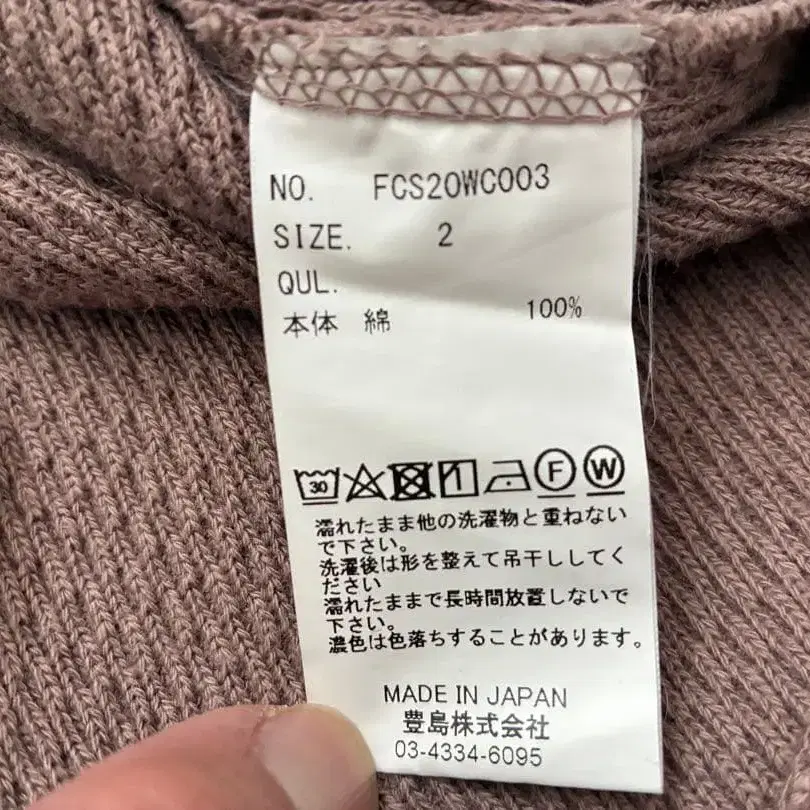 NO. FCS20WC003
SIZE. 2
QUL.
本体 綿 100%
30
F W
濡れたまま他の洗濯物と重ねない
で下さい。
洗濯後は形を整えて吊干ししてく
ださい
濡れたままで長時間放置しないで
下さい。
濃色は色落ちすることがあります。
MADE IN JAPAN
豊島株式会社
03-4334-6095